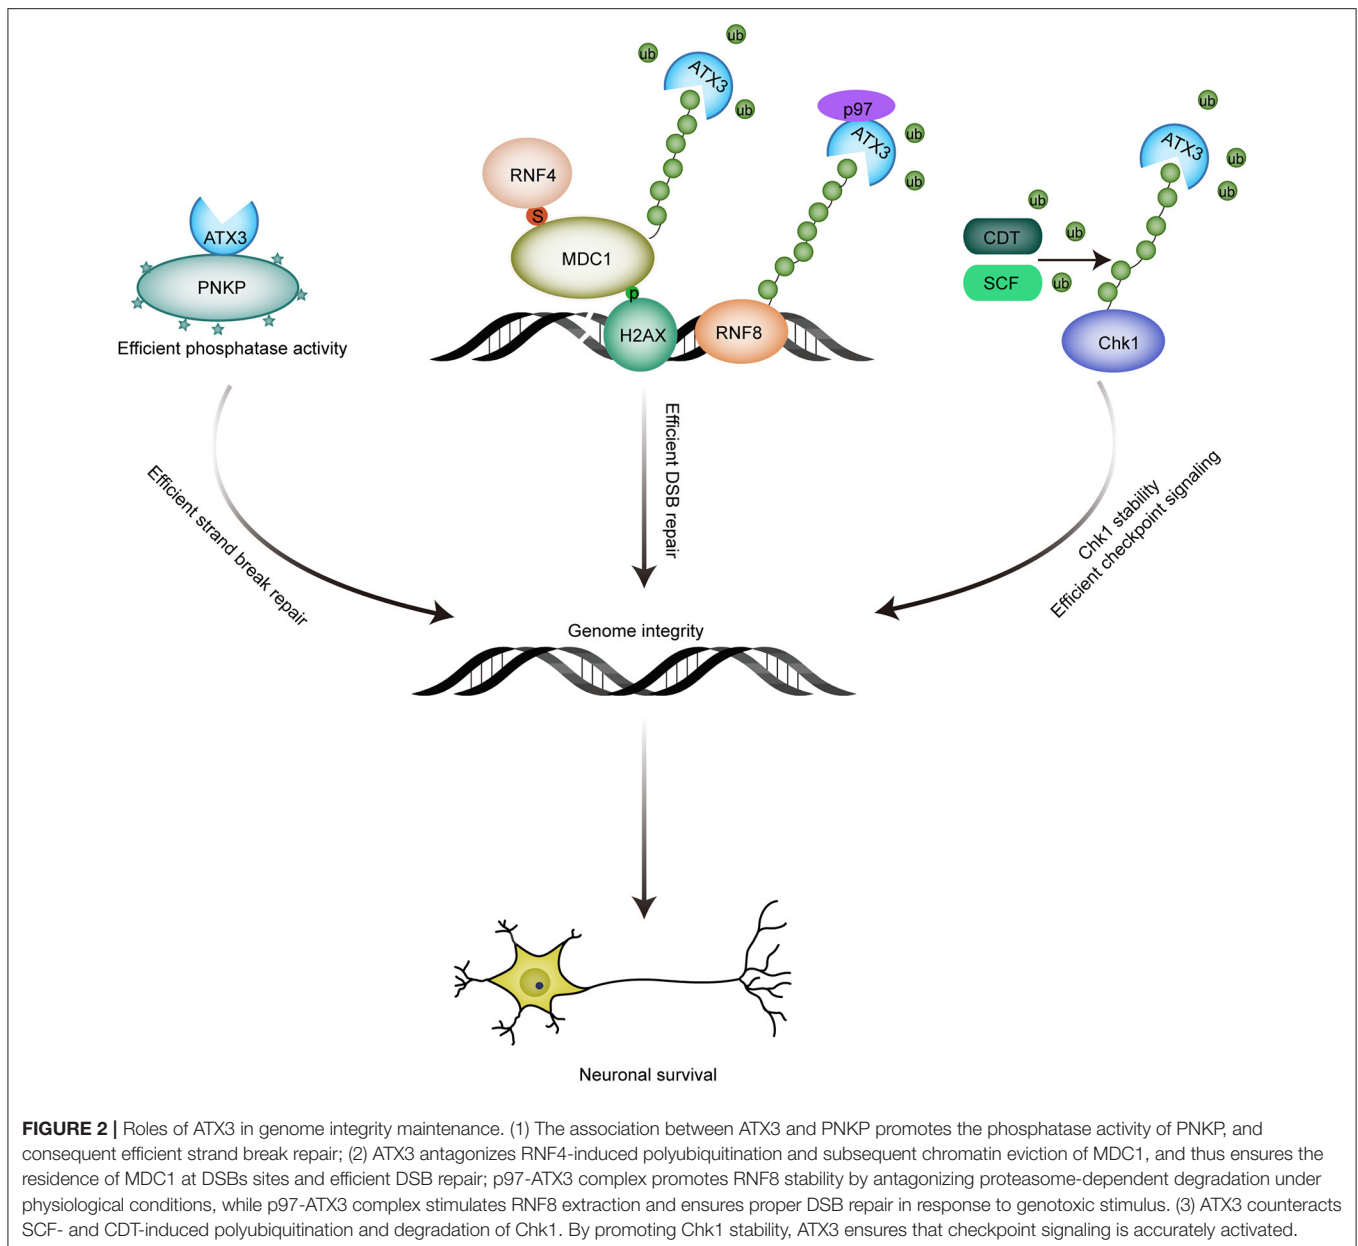 ub
ub
ATX3
ub
p97
ATX3
ub
ub
ub
ATX3
ub
ub
RNF4
S
MDC1
p
H2AX
RNF8
ATX3
PNKP
Efficient phosphatase activity
ub
CDT
ub
SCF
ub
Chk1
Efficient strand break repair
Efficient DSB repair
Chk1 stability
Efficient checkpoint signaling
Genome integrity
Neuronal survival
FIGURE 2 | Roles of ATX3 in genome integrity maintenance. (1) The association between ATX3 and PNKP promotes the phosphatase activity of PNKP, and
consequent efficient strand break repair; (2) ATX3 antagonizes RNF4-induced polyubiquitination and subsequent chromatin eviction of MDC1, and thus ensures the
residence of MDC1 at DSBs sites and efficient DSB repair; p97-ATX3 complex promotes RNF8 stability by antagonizing proteasome-dependent degradation under
physiological conditions, while p97-ATX3 complex stimulates RNF8 extraction and ensures proper DSB repair in response to genotoxic stimulus. (3) ATX3 counteracts
SCF- and CDT-induced polyubiquitination and degradation of Chk1. By promoting Chk1 stability, ATX3 ensures that checkpoint signaling is accurately activated.